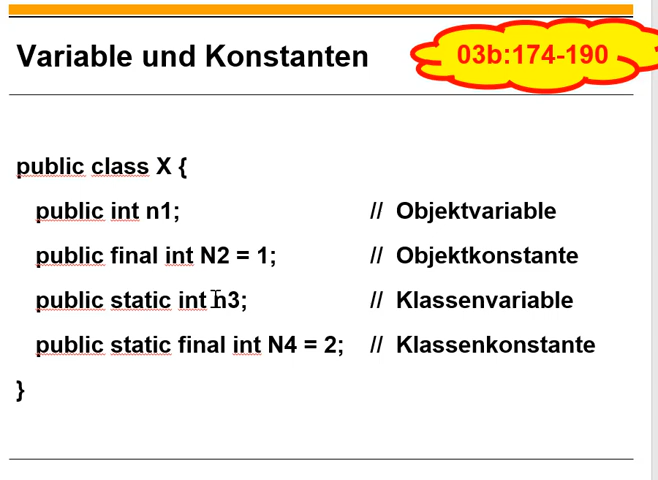 Variable und Konstanten
03b:174-190
public class X {
public int n1; // Objektvariable
public final int N2 = 1; // Objektkonstante
public static int n3; // Klassenvariable
public static final int N4 = 2; // Klassenkonstante
}